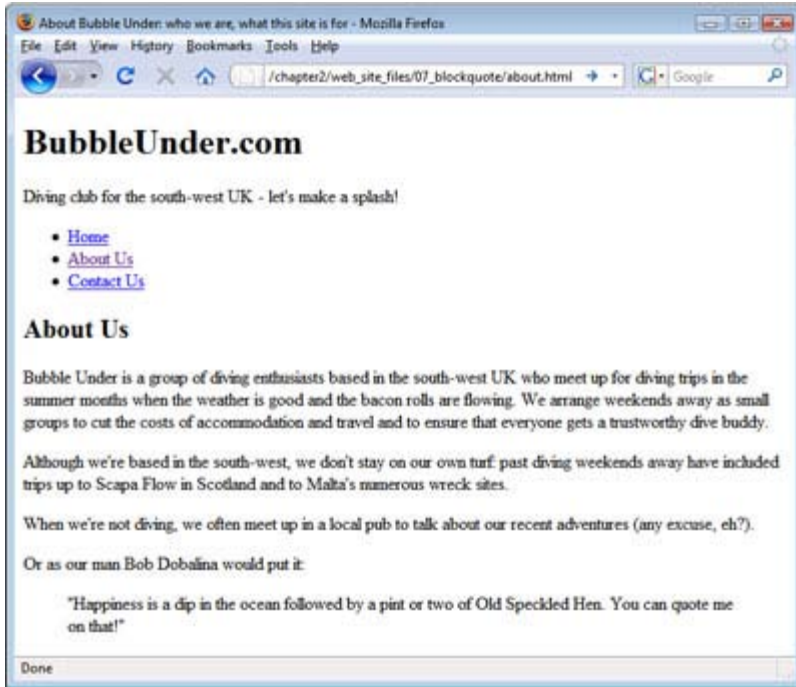 About Bubble Under: who we are, what this site is for - Mozilla Firefox
File Edit View History Bookmarks Tools Help
/chapter2/web_site_files/07_blockquote/about.html
Google
BubbleUnder.com
Diving club for the south-west UK - let's make a splash!
Home
About Us
Contact Us
About Us
Bubble Under is a group of diving enthusiasts based in the south-west UK who meet up for diving trips in the
summer months when the weather is good and the bacon rolls are flowing. We arrange weekends away as small
groups to cut the costs of accommodation and travel and to ensure that everyone gets a trustworthy dive buddy.
Although we're based in the south-west, we don't stay on our own turf: past diving weekends away have included
trips up to Scapa Flow in Scotland and to Malta's numerous wreck sites.
When we're not diving, we often meet up in a local pub to talk about our recent adventures (any excuse, eh?).
Or as our man Bob Dobalina would put it:
"Happiness is a dip in the ocean followed by a pint or two of Old Speckled Hen. You can quote me
on that!"
Done